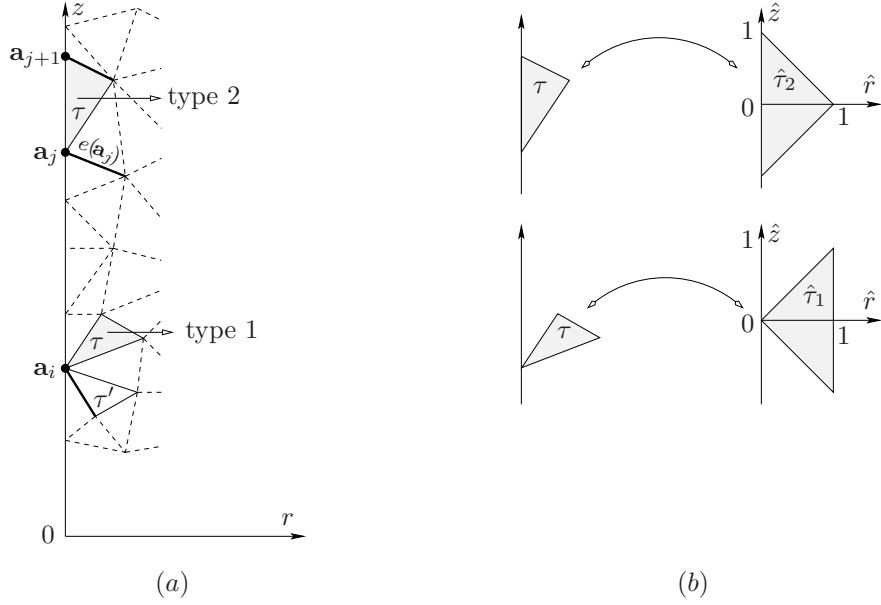 z
a_{j+1}
τ
type 2
a_j
e(a_j)
τ
type 1
a_i
τ′
0
r
(a)
τ
ẑ
1
τ̂_2
r̂
0
1
τ
1
ẑ
τ̂_1
r̂
0
1
(b)